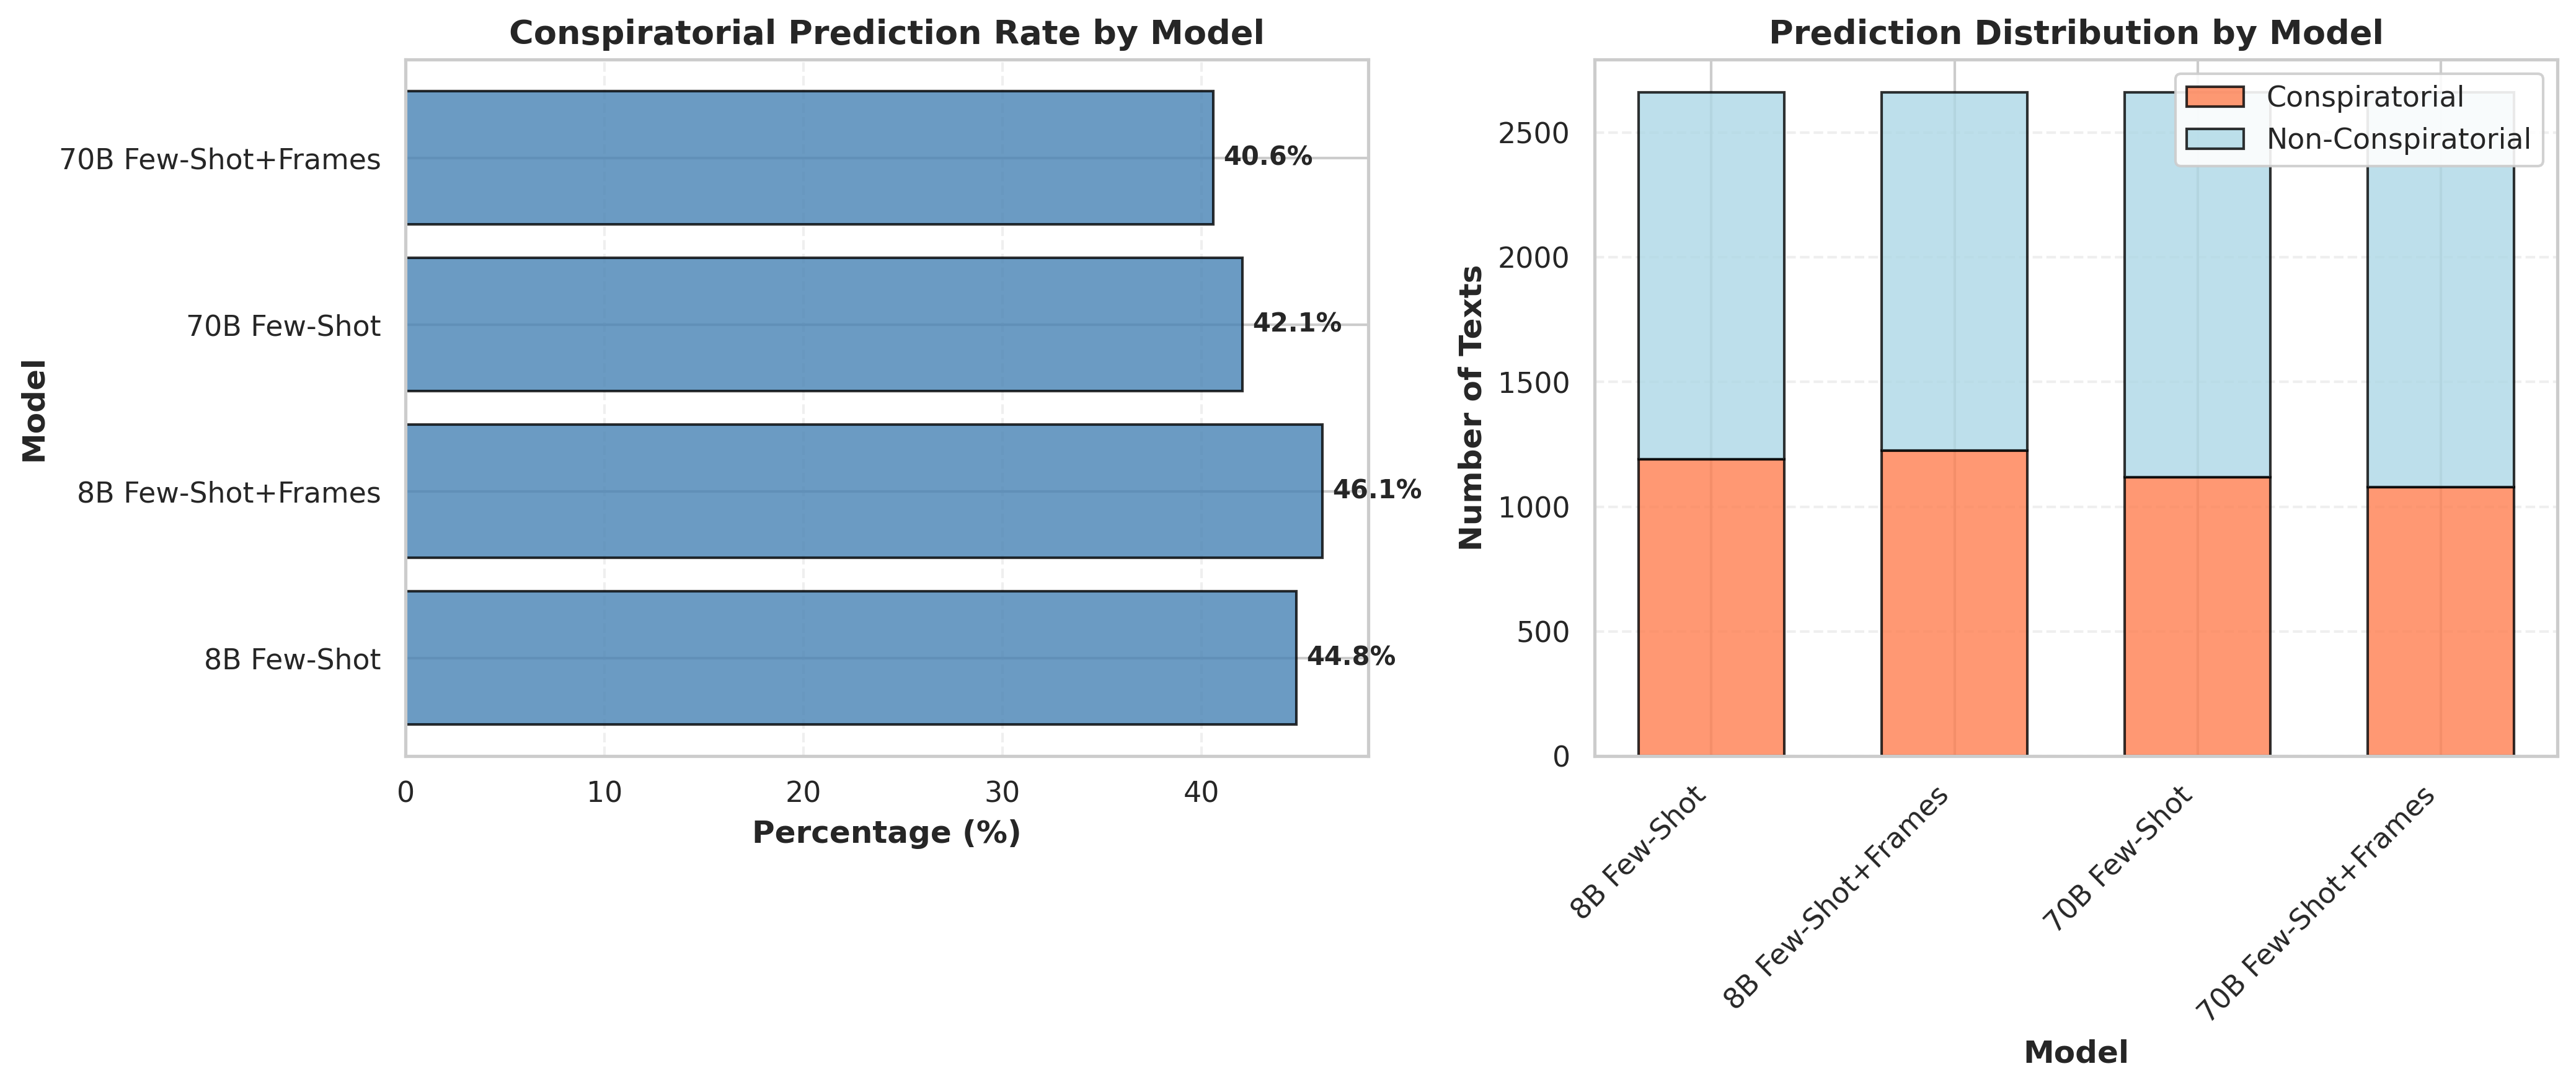 Conspiratorial Prediction Rate by Model
Model
70B Few-Shot+Frames
70B Few-Shot
8B Few-Shot+Frames
8B Few-Shot
40.6%
42.1%
46.1%
44.8%
0 10 20 30 40
Percentage (%)
Prediction Distribution by Model
Conspiratorial
Non-Conspiratorial
Number of Texts
2500
2000
1500
1000
500
0
8B Few-Shot
8B Few-Shot+Frames
70B Few-Shot
70B Few-Shot+Frames
Model